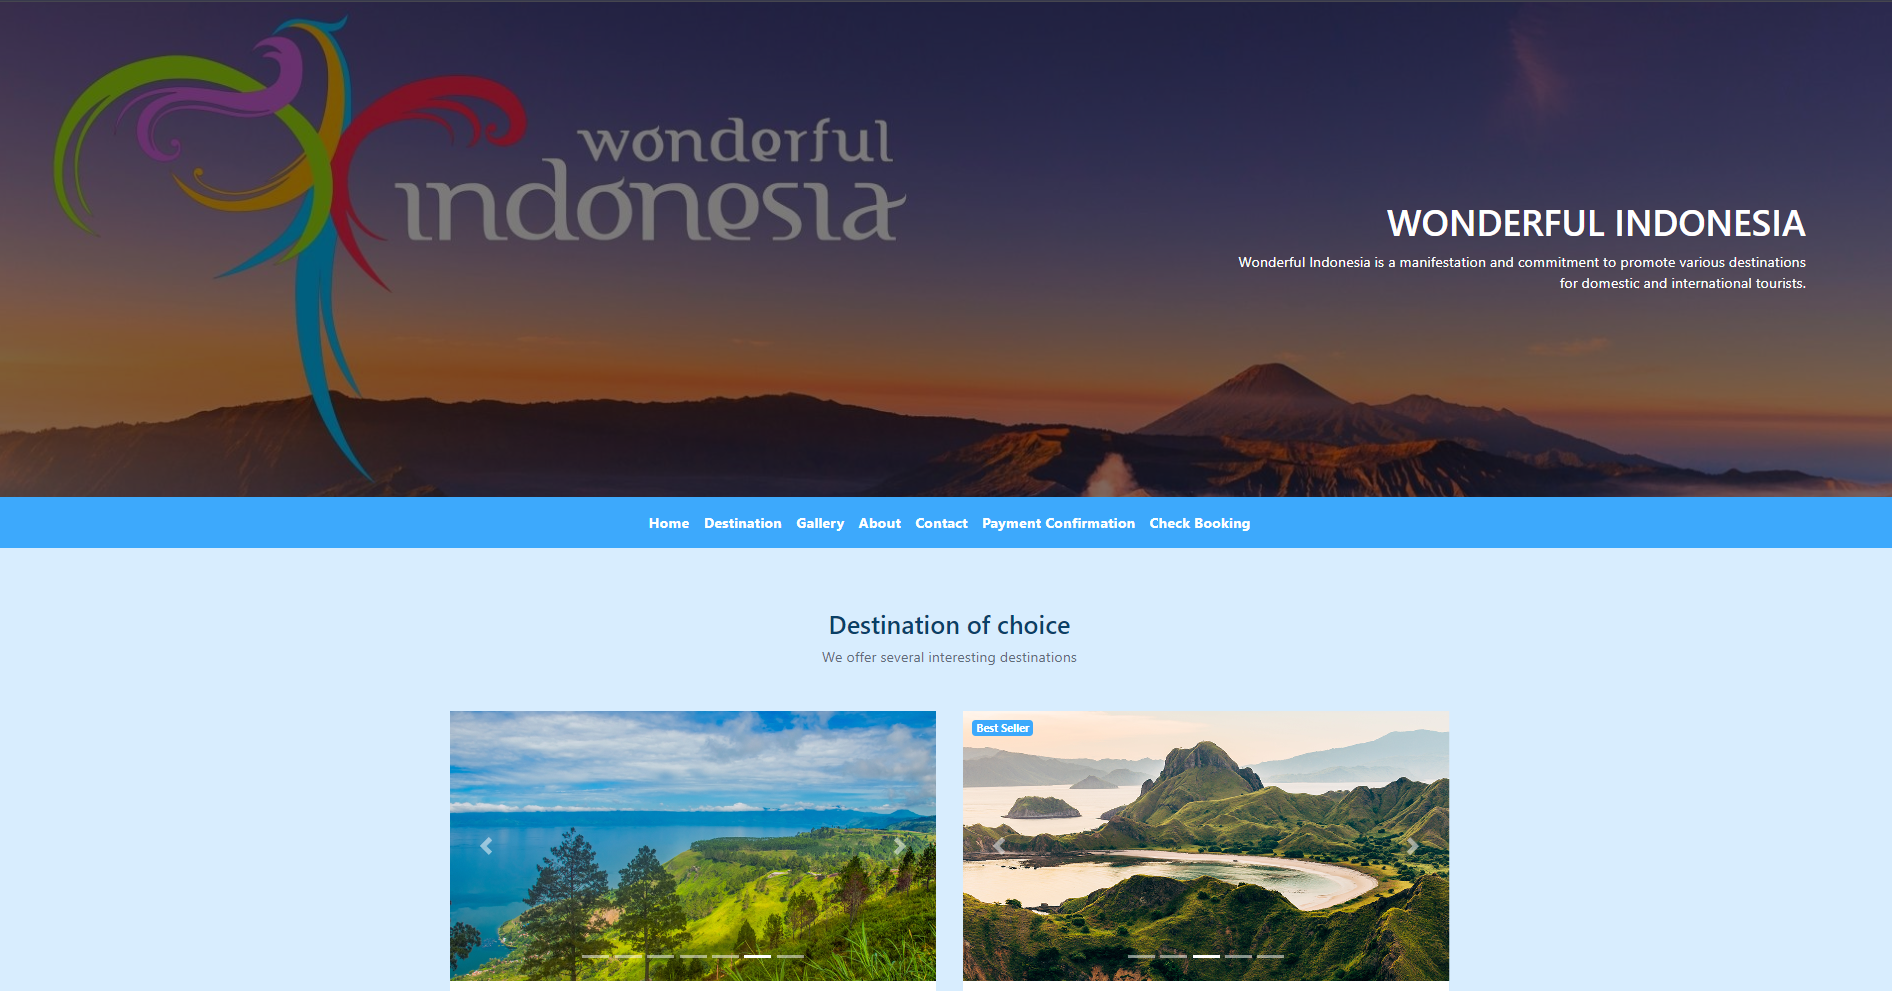 wonderful
indonesia
WONDERFUL INDONESIA
Wonderful Indonesia is a manifestation and commitment to promote various destinations
for domestic and international tourists.
Home Destination Gallery About Contact Payment Confirmation Check Booking
Destination of choice
We offer several interesting destinations
Best Seller